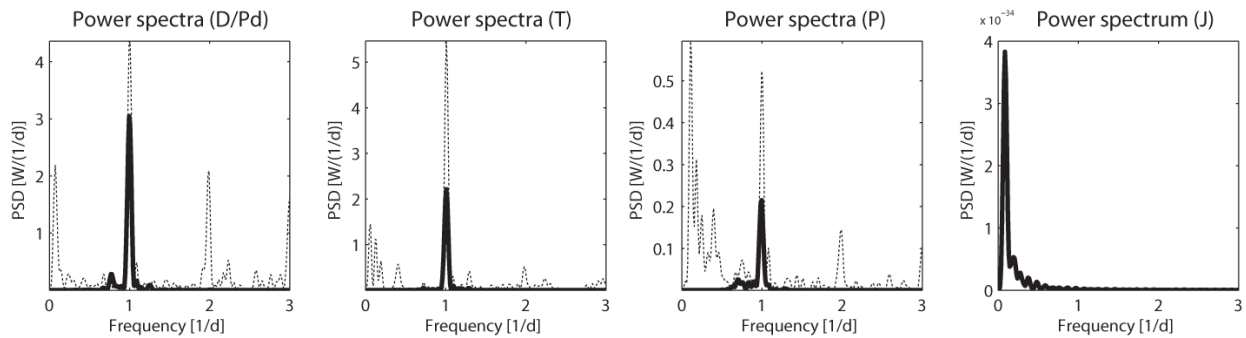 Power spectra (D/Pd)
4
3
2
1
0
1
2
3
PSD [W/(1/d)]
Frequency [1/d]
Power spectra (T)
5
4
3
2
1
0
1
2
3
PSD [W/(1/d)]
Frequency [1/d]
Power spectra (P)
0.5
0.4
0.3
0.2
0.1
0
1
2
3
PSD [W/(1/d)]
Frequency [1/d]
x 10⁻³⁴
Power spectrum (J)
4
3
2
1
0
0
1
2
3
PSD [W/(1/d)]
Frequency [1/d]